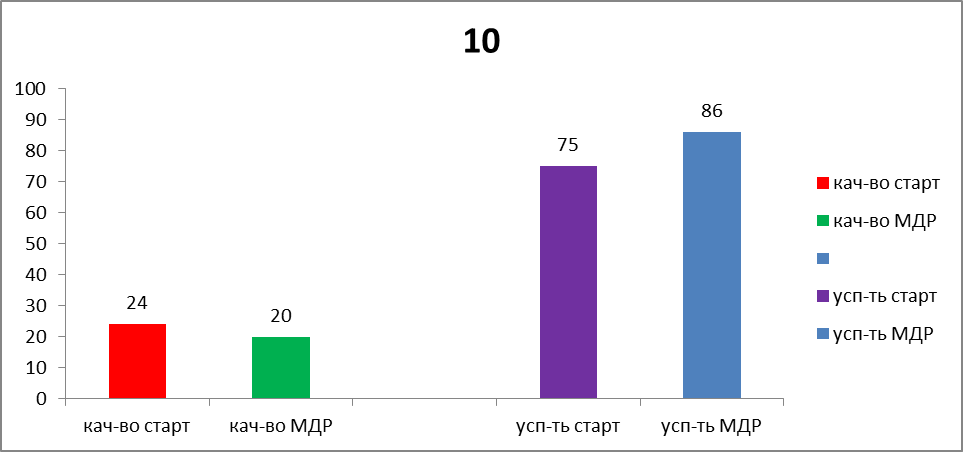 10
100
90
80
70
60
50
40
30
20
10
0
24
20
75
86
кач-во старт
кач-во МДР
усп-ть старт
усп-ть МДР
кач-во старт
кач-во МДР
усп-ть старт
усп-ть МДР